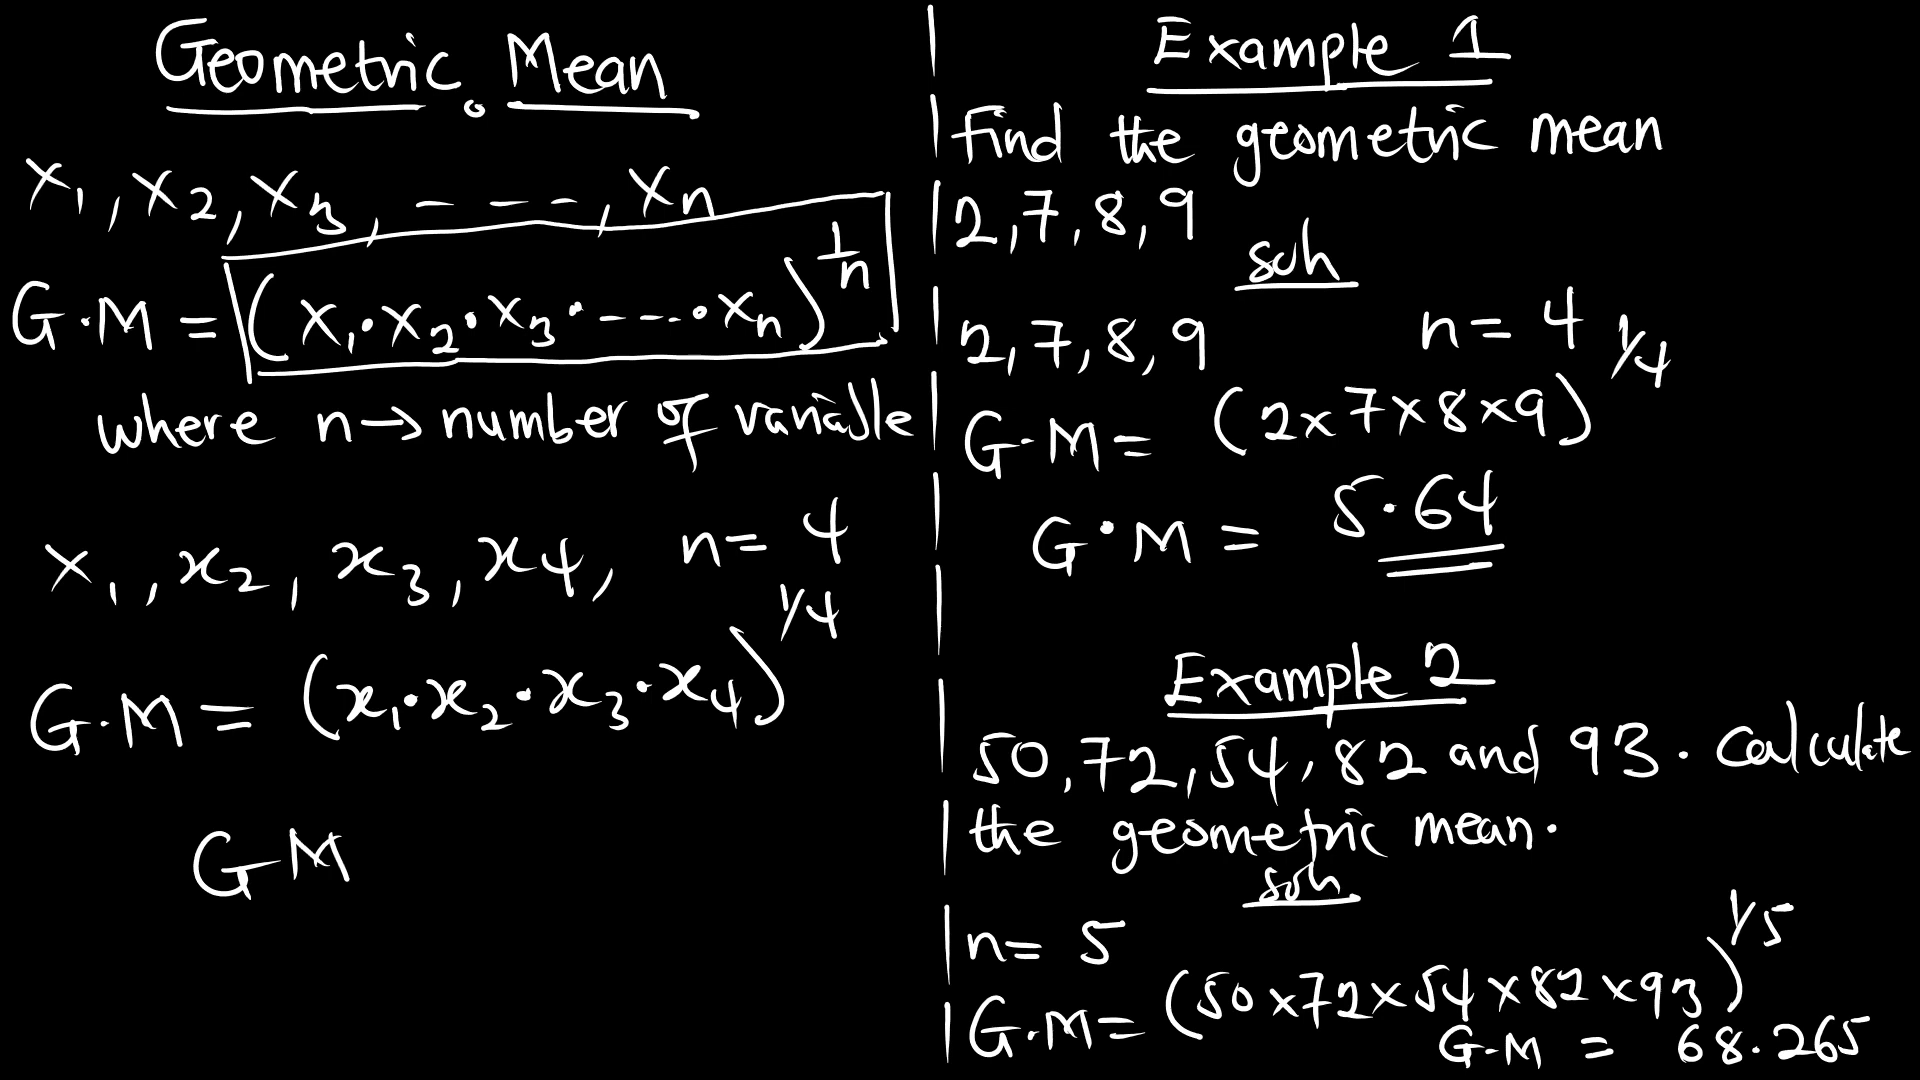 Geometric Mean
x₁, x₂, x₃, ----, xₙ
G.M = (x₁.x₂.x₃.----.xₙ)^1/n
where n→number of variable
x₁, x₂, x₃, x₄, n=4
G.M = (x₁.x₂.x₃.x₄)^1/4
GM
Example 1
Find the geometric mean
2,7,8,9
soln
2,7,8,9 n=4
G.M= (2x7x8x9)^1/4
G.M = 5.64
Example 2
50,72,54,82 and 93. calculate
the geometric mean.
soln
n= 5
G.M= (50x72x54x82x93)^1/5
G.M = 68.265